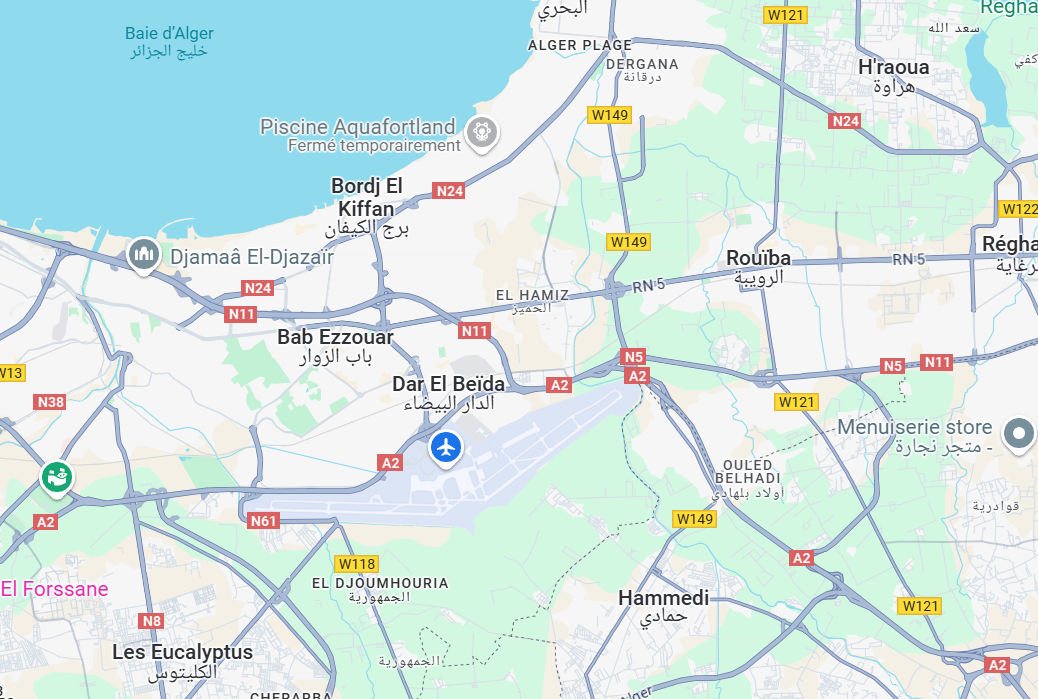 البحري
W121
Régha
Baie d'Alger
خليج الجزائر
ALGER PLAGE
سعد الله
DERGANA
درقانة
H'raoua
هراوة
W149
N24
Piscine Aquafortland
Fermé temporairement
Bordj El
Kiffan
برج الكيفان
N24
W122
W149
Djamaâ El-Djazaïr
Rouïba
الرويبة
RN 5
Régha
رغاية
N24
RN 5
EL HAMIZ
الحميز
N11
Bab Ezzouar
باب الزوار
N11
N5
N5
N11
W13
A2
A2
Dar El Beïda
الدار البيضاء
N38
W121
Menuiserie store
متجر نجارة -
A2
OULED
BELHADI
أولاد بلهادي
قوادرية
A2
N61
W149
W118
A2
EL DJOUMHOURIA
الجمهورية
El Forssane
Hammedi
حمادي
W121
N8
Les Eucalyptus
الكليتوس
الجمهورية
A2
CHERARBA
Alger